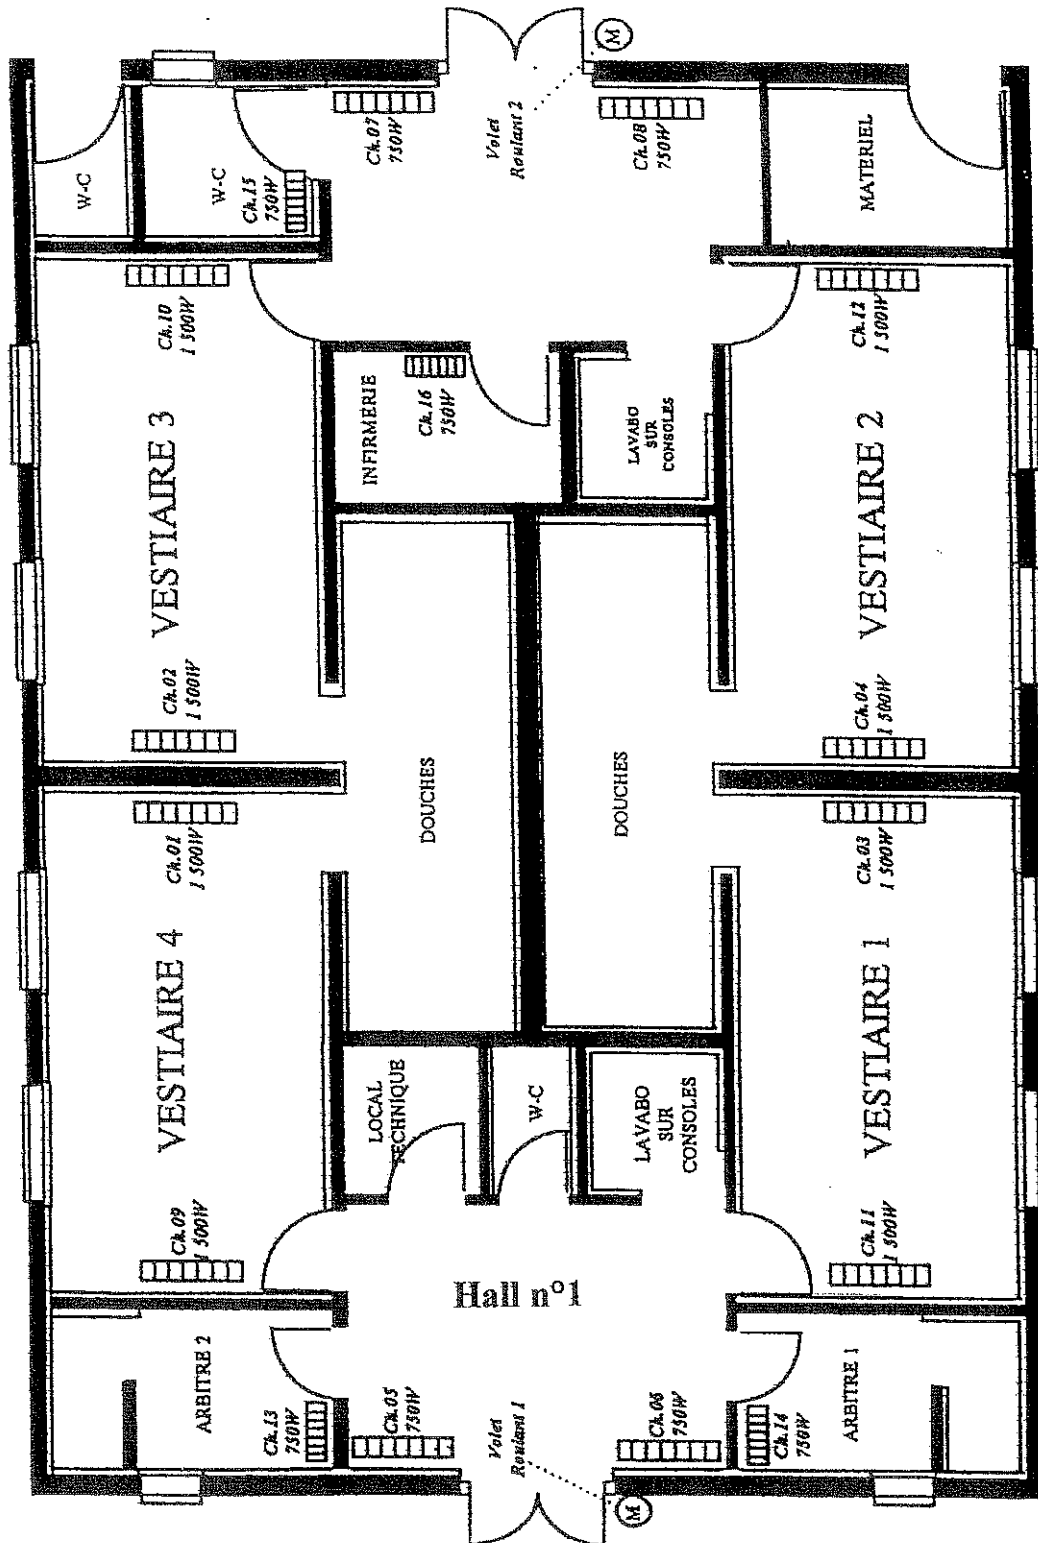 M
W-C
W-C
Ch.15
750W
Ch.07
750W
Volet
Roulant 2
Ch.08
750W
MATERIEL
Ch.10
1 500W
VESTIAIRE 3
Ch.02
1 500W
INFIRMERIE
Ch.16
750W
LAVABO
SUR
CONSOLES
Ch.12
1 500W
VESTIAIRE 2
Ch.04
1 500W
DOUCHES
DOUCHES
Ch.01
1 500W
VESTIAIRE 4
Ch.09
1 500W
LOCAL
TECHNIQUE
W-C
LAVABO
SUR
CONSOLES
Ch.03
1 500W
VESTIAIRE 1
Ch.11
1 500W
Hall n°1
ARBITRE 2
Ch.13
750W
Ch.05
750W
Volet
Roulant 1
Ch.06
750W
Ch.14
750W
ARBITRE 1
M